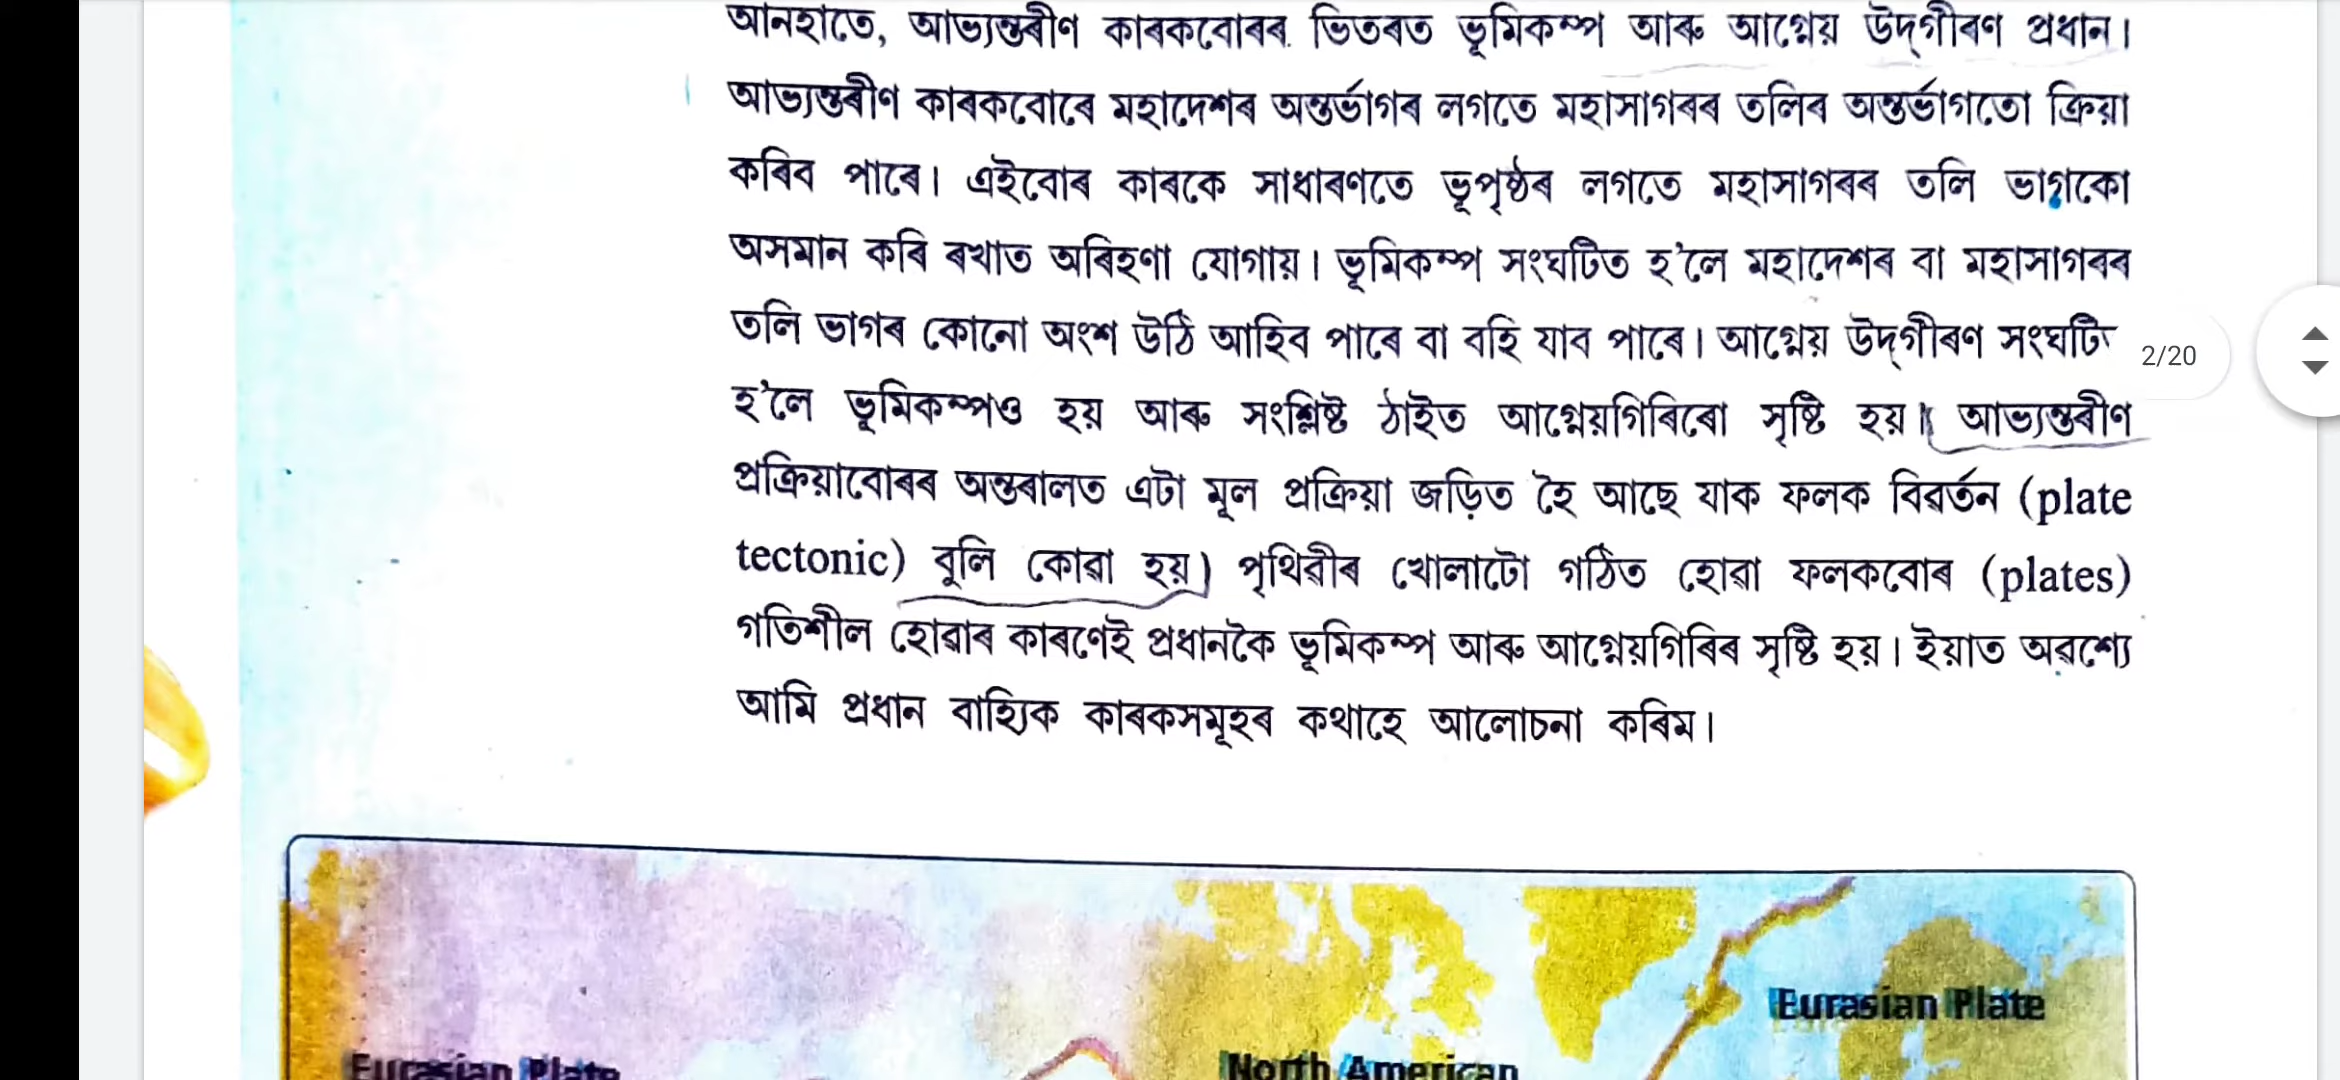 আনহাতে, আভ্যন্তৰীণ কাৰকবোৰৰ ভিতৰত ভূমিকম্প আৰু আগ্নেয় উদ্‌গীৰণ প্ৰধান।
আভ্যন্তৰীণ কাৰকবোৰে মহাদেশৰ অন্তৰ্ভাগৰ লগতে মহাসাগৰৰ তলিৰ অন্তৰ্ভাগতো ক্ৰিয়া
কৰিব পাৰে। এইবোৰ কাৰকে সাধাৰণতে ভূপৃষ্ঠৰ লগতে মহাসাগৰৰ তলি ভাগকো
অসমান কৰি ৰখাত অৰিহণা যোগায়। ভূমিকম্প সংঘটিত হ'লে মহাদেশৰ বা মহাসাগৰৰ
তলি ভাগৰ কোনো অংশ উঠি আহিব পাৰে বা বহি যাব পাৰে। আগ্নেয় উদ্‌গীৰণ
2/20
হ'লে ভূমিকম্পও হয় আৰু সংশ্লিষ্ট ঠাইত আগ্নেয়গিৰিৰো সৃষ্টি হয়। আভ্যন্তৰীণ
প্ৰক্ৰিয়াবোৰৰ অন্তৰালত এটা মূল প্ৰক্ৰিয়া জড়িত হৈ আছে যাক ফলক বিৱৰ্তন (plate
tectonic) বুলি কোৱা হয়) পৃথিৱীৰ খোলাটো গঠিত হোৱা ফলকবোৰ (plates)
গতিশীল হোৱাৰ কাৰণেই প্ৰধানকৈ ভূমিকম্প আৰু আগ্নেয়গিৰিৰ সৃষ্টি হয়। ইয়াত অৱশ্যে
আমি প্ৰধান বাহ্যিক কাৰকসমূহৰ কথাহে আলোচনা কৰিম।
Eurasian Plate
Eurasian Plate
North American